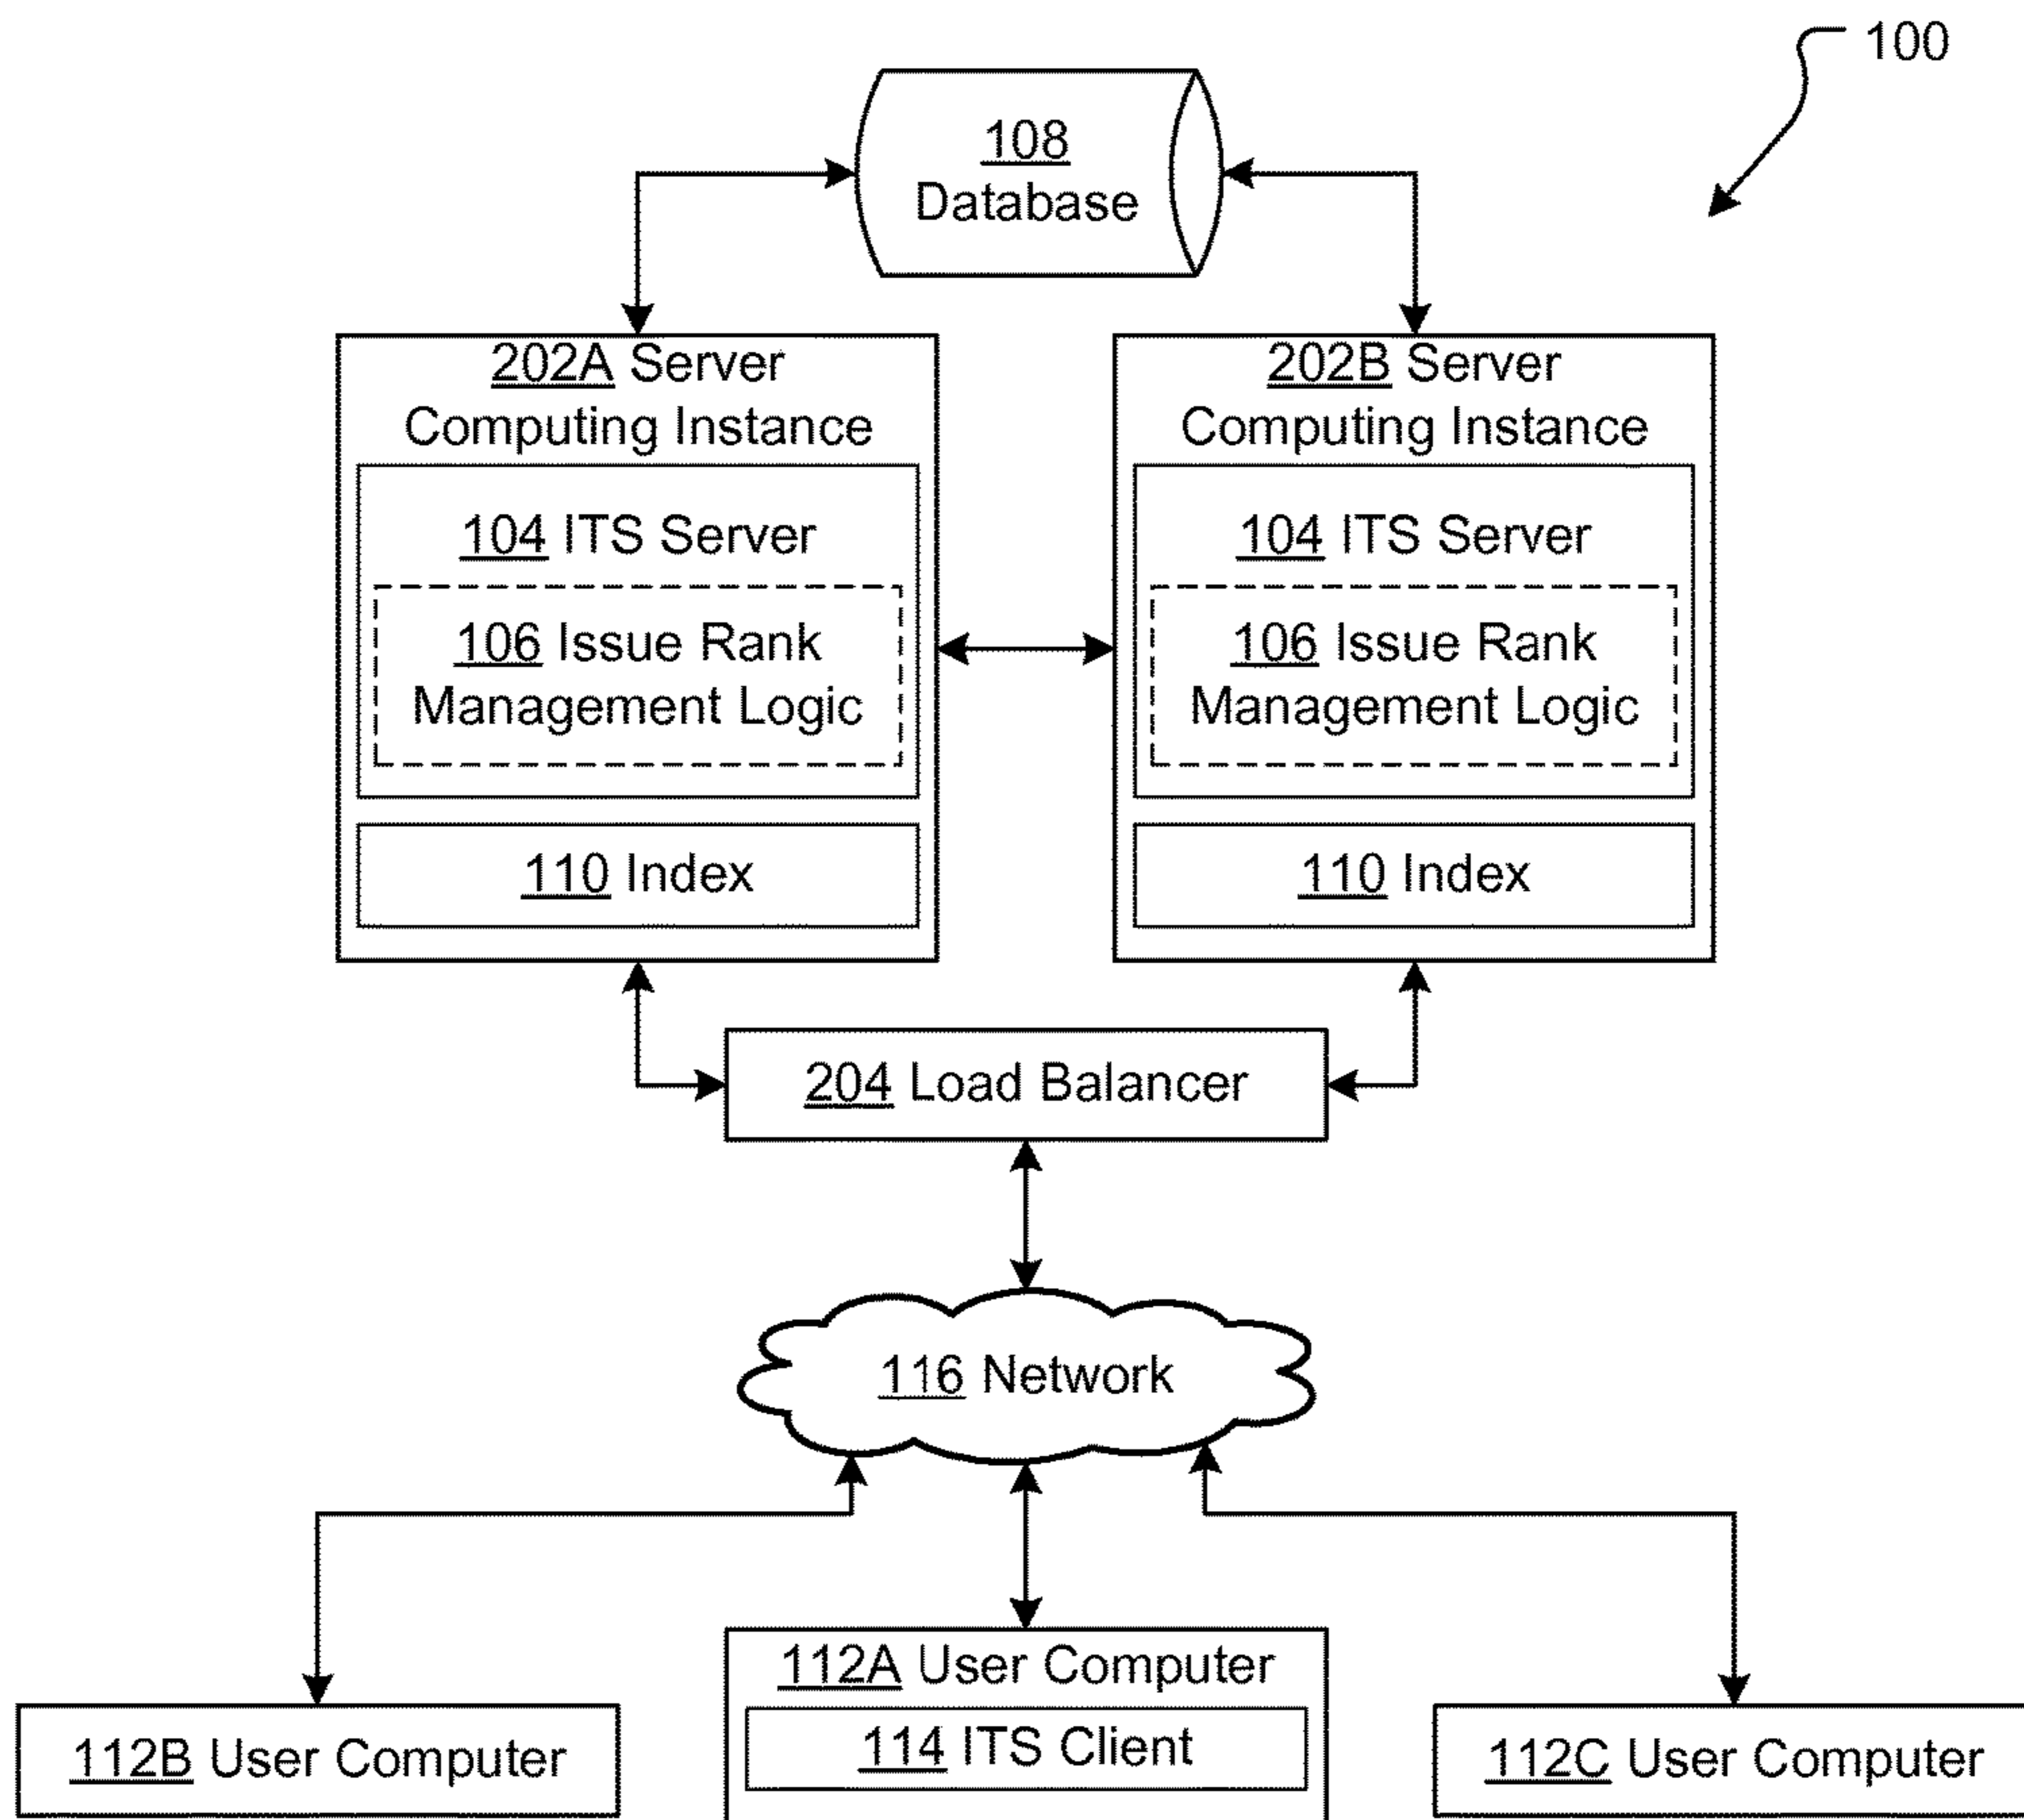 100
108
Database
202A Server
Computing Instance
104 ITS Server
106 Issue Rank
Management Logic
110 Index
202B Server
Computing Instance
104 ITS Server
106 Issue Rank
Management Logic
110 Index
204 Load Balancer
116 Network
112B User Computer
112A User Computer
114 ITS Client
112C User Computer